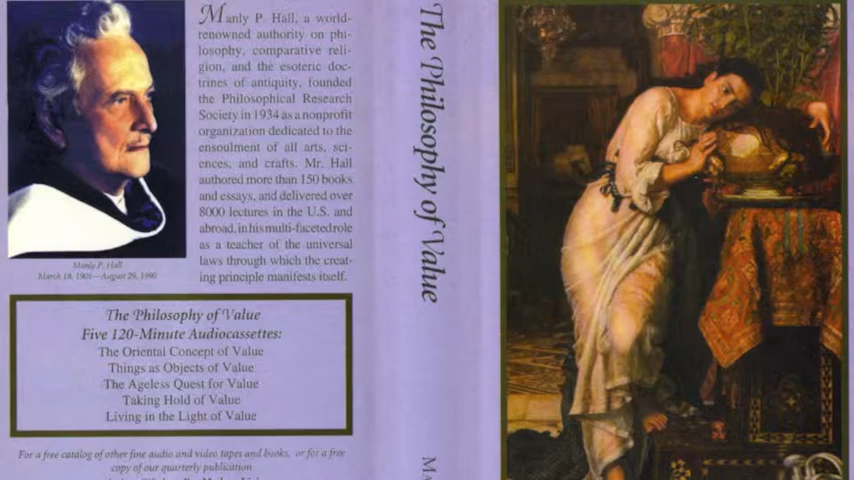 Manly P. Hall, a world-
renowned authority on phi-
losophy, comparative reli-
gion, and the esoteric doc-
trines of antiquity, founded
the Philosophical Research
Society in 1934 as a nonprofit
organization dedicated to the
ensoulment of all arts, sci-
ences, and crafts. Mr. Hall
authored more than 150 books
and essays, and delivered over
8000 lectures in the U.S. and
abroad, in his multi-faceted role
as a teacher of the universal
laws through which the creat-
ing principle manifests itself.
Manly P. Hall
March 18, 1901—August 29, 1990
The Philosophy of Value
Five 120-Minute Audiocassettes:
The Oriental Concept of Value
Things as Objects of Value
The Ageless Quest for Value
Taking Hold of Value
Living in the Light of Value
For a free catalog of other fine audio and video tapes and books, or for a free
copy of our quarterly publication
The Philosophy of Value
MA